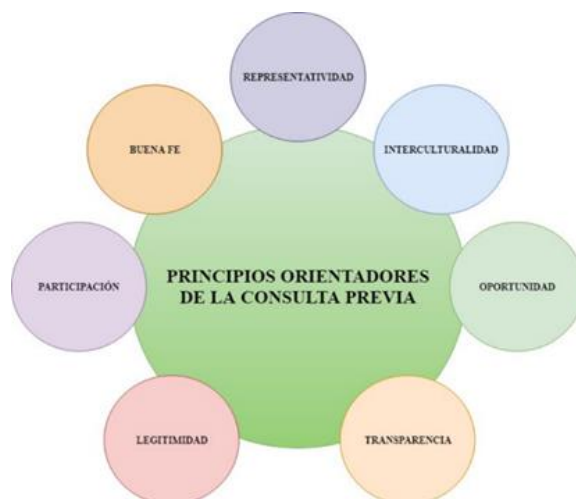 REPRESENTATIVIDAD
BUENA FE
INTERCULTURALIDAD
PRINCIPIOS ORIENTADORES
DE LA CONSULTA PREVIA
PARTICIPACIÓN
OPORTUNIDAD
LEGITIMIDAD
TRANSPARENCIA